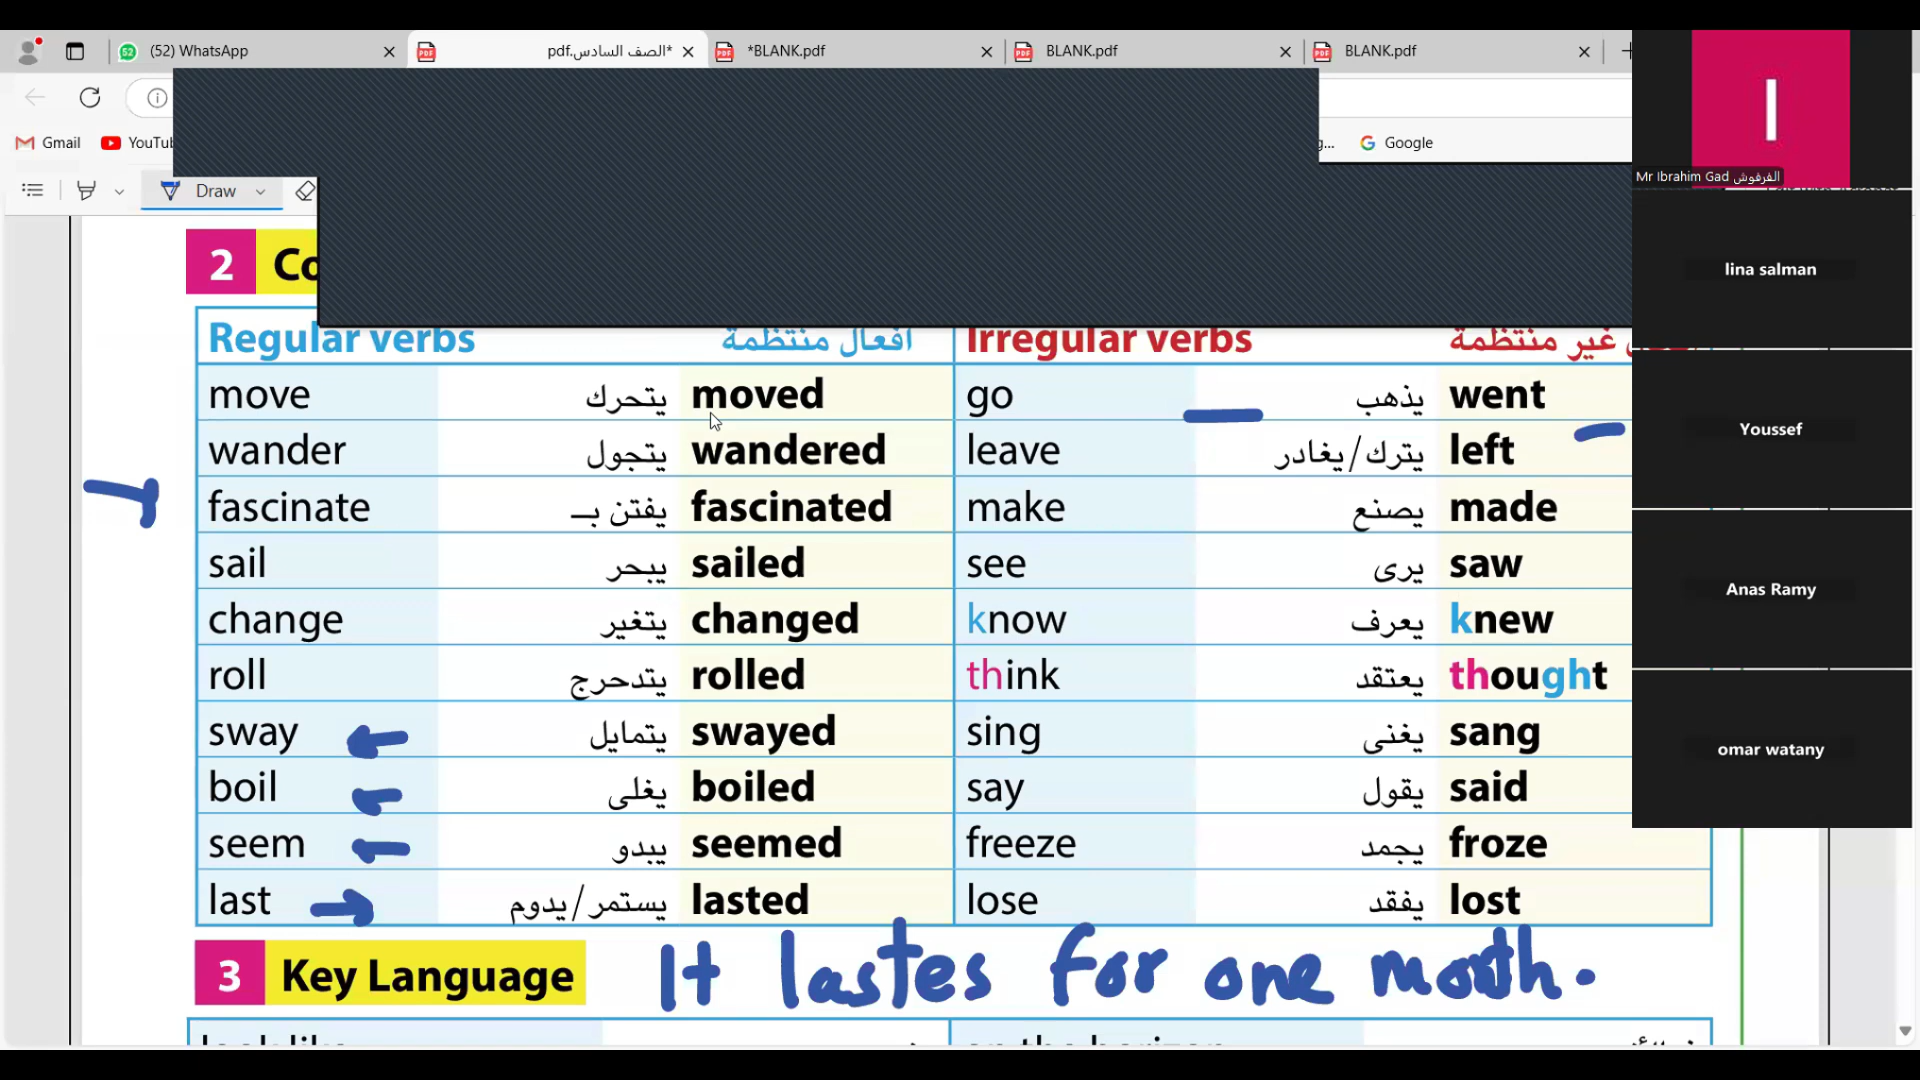 (52) WhatsApp
*الصف السادس.pdf
*BLANK.pdf
BLANK.pdf
BLANK.pdf
Gmail
Google
Draw
Mr Ibrahim Gad الفرفوش
lina salman
Youssef
Anas Ramy
omar watany
2
Regular verbs أفعال منتظمة Irregular verbs غير منتظمة
move يتحرك moved go يذهب went
wander يتجول wandered leave يترك/يغادر left
fascinate يفتن بـ fascinated make يصنع made
sail يبحر sailed see يرى saw
change يتغير changed know يعرف knew
roll يتدحرج rolled think يعتقد thought
sway يتمايل swayed sing يغنى sang
boil يغلى boiled say يقول said
seem يبدو seemed freeze يجمد froze
last يستمر/يدوم lasted lose يفقد lost
3 Key Language
It lastes for one month.